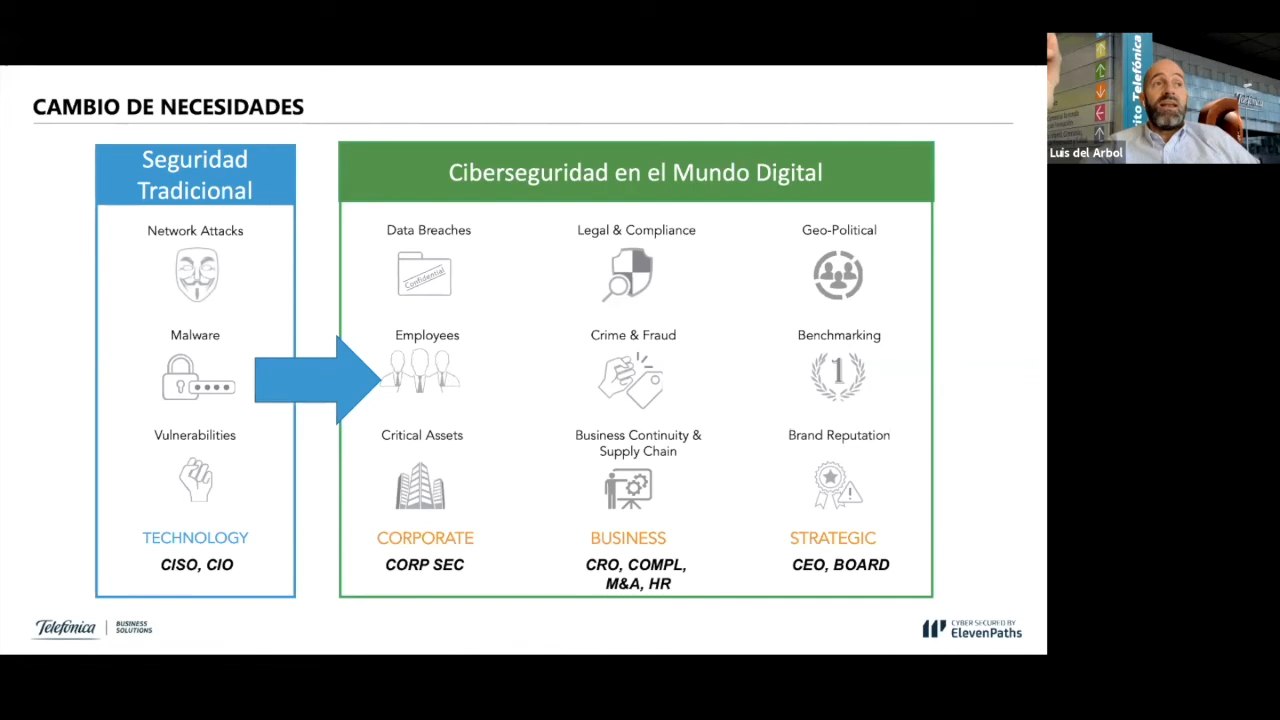 CAMBIO DE NECESIDADES
Seguridad
Tradicional
Network Attacks
Malware
Vulnerabilities
TECHNOLOGY
CISO, CIO
Ciberseguridad en el Mundo Digital
Data Breaches
Confidential
Employees
Critical Assets
CORPORATE
CORP SEC
Legal & Compliance
Crime & Fraud
Business Continuity &
Supply Chain
BUSINESS
CRO, COMPL,
M&A, HR
Geo-Political
Benchmarking
1
Brand Reputation
STRATEGIC
CEO, BOARD
Telefónica
BUSINESS
SOLUTIONS
CYBER SECURED BY
ElevenPaths
ito Telefónica
Telefónica
Luis del Arbol